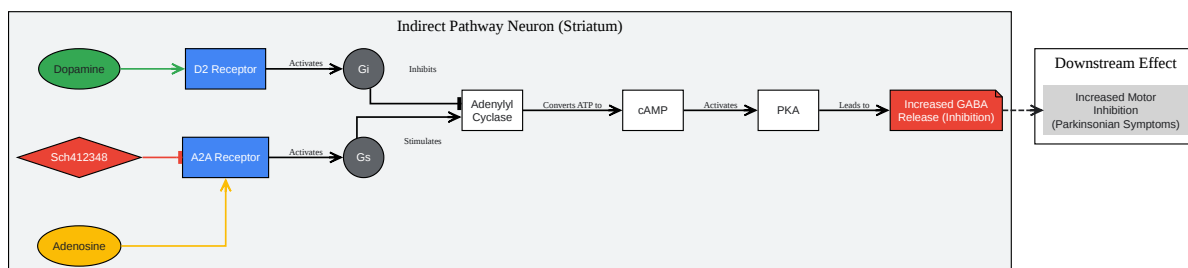 Indirect Pathway Neuron (Striatum)
Dopamine
D2 Receptor
Activates
Gi
Inhibits
Adenylyl
Cyclase
Converts ATP to
cAMP
Activates
PKA
Leads to
Increased GABA
Release (Inhibition)
Downstream Effect
Increased Motor
Inhibition
(Parkinsonian Symptoms)
Stimulates
Sch412348
A2A Receptor
Activates
Gs
Adenosine